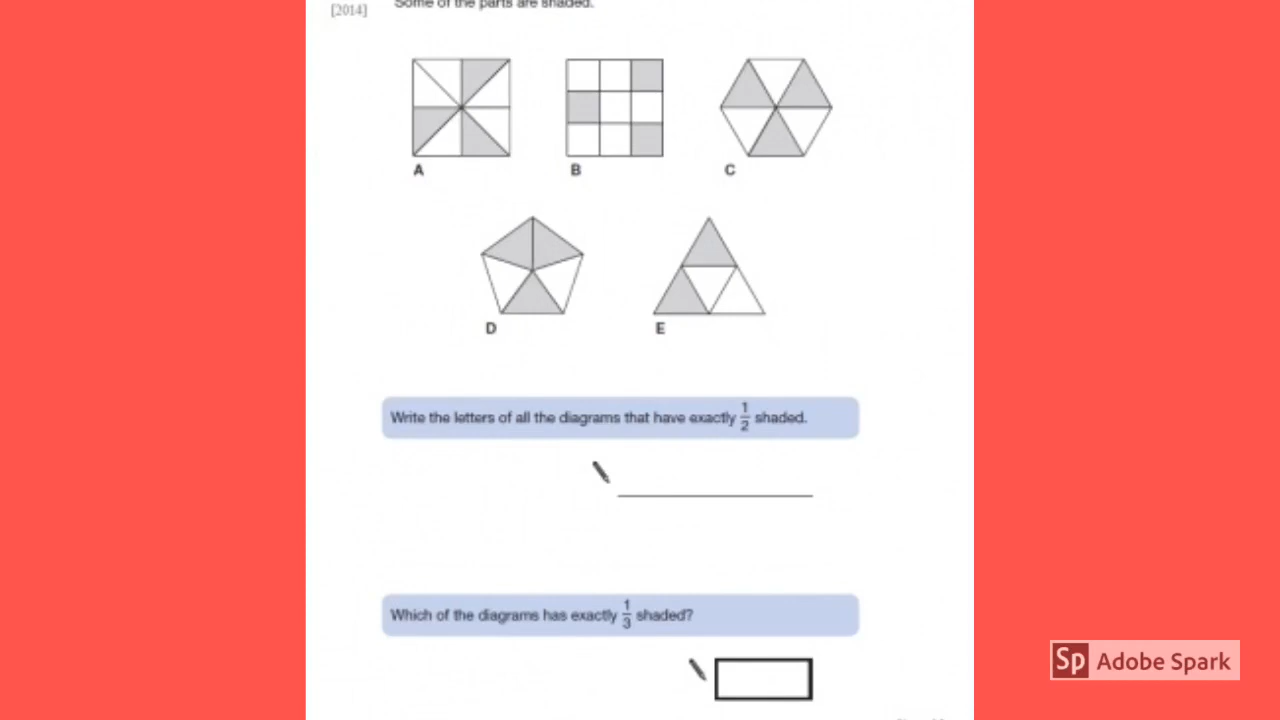 Some of the parts are shaded.
[2014]
A
B
C
D
E
Write the letters of all the diagrams that have exactly 1/2 shaded.
Which of the diagrams has exactly 1/3 shaded?
Sp Adobe Spark